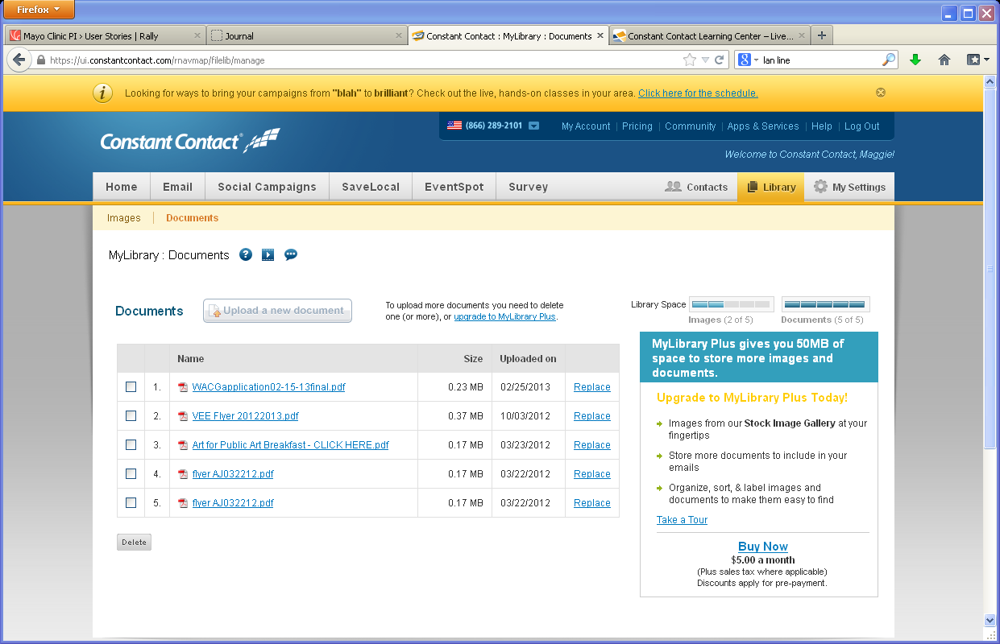 Firefox
Mayo Clinic PI › User Stories | Rally
Journal
Constant Contact : MyLibrary : Documents
Constant Contact Learning Center – Live...
https://ui.constantcontact.com/rnavmap/filelib/manage
lan line
Looking for ways to bring your campaigns from "blah" to brilliant? Check out the live, hands-on classes in your area. Click here for the schedule.
(866) 289-2101
My Account | Pricing | Community | Apps & Services | Help | Log Out
Constant Contact®
Welcome to Constant Contact, Maggie!
Home Email Social Campaigns SaveLocal EventSpot Survey Contacts Library My Settings
Images | Documents
MyLibrary : Documents
Documents
Upload a new document
To upload more documents you need to delete
one (or more), or upgrade to MyLibrary Plus.
Library Space
Images (2 of 5) Documents (5 of 5)
Name Size Uploaded on
1. WACGapplication02-15-13final.pdf 0.23 MB 02/25/2013 Replace
2. VEE Flyer 20122013.pdf 0.37 MB 10/03/2012 Replace
3. Art for Public Art Breakfast - CLICK HERE.pdf 0.17 MB 03/23/2012 Replace
4. flyer AJ032212.pdf 0.17 MB 03/22/2012 Replace
5. flyer AJ032212.pdf 0.17 MB 03/22/2012 Replace
Delete
MyLibrary Plus gives you 50MB of
space to store more images and
documents.
Upgrade to MyLibrary Plus Today!
Images from our Stock Image Gallery at your
fingertips
Store more documents to include in your
emails
Organize, sort, & label images and
documents to make them easy to find
Take a Tour
Buy Now
$5.00 a month
(Plus sales tax where applicable)
Discounts apply for pre-payment.